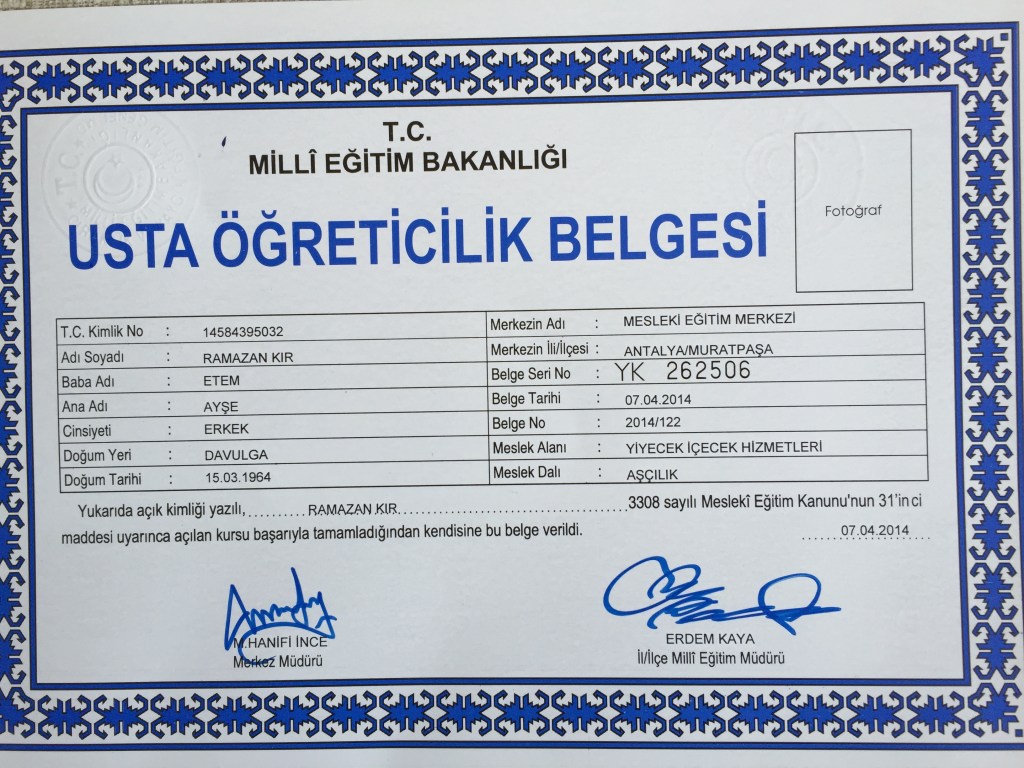 T.C.
MİLLÎ EĞİTİM BAKANLIĞI
Fotoğraf
USTA ÖĞRETİCİLİK BELGESİ
T.C. Kimlik No : 14584395032
Adı Soyadı : RAMAZAN KIR
Baba Adı : ETEM
Ana Adı : AYŞE
Cinsiyeti : ERKEK
Doğum Yeri : DAVULGA
Doğum Tarihi : 15.03.1964
Merkezin Adı : MESLEKİ EĞİTİM MERKEZİ
Merkezin İli/İlçesi : ANTALYA/MURATPAŞA
Belge Seri No : YK 262506
Belge Tarihi : 07.04.2014
Belge No : 2014/122
Meslek Alanı : YİYECEK İÇECEK HİZMETLERİ
Meslek Dalı : AŞÇILIK
Yukarıda açık kimliği yazılı, .......... RAMAZAN KIR .......... 3308 sayılı Meslekî Eğitim Kanunu'nun 31'inci
maddesi uyarınca açılan kursu başarıyla tamamladığından kendisine bu belge verildi.
07.04.2014
M.HANİFİ İNCE
Merkez Müdürü
ERDEM KAYA
İl/İlçe Millî Eğitim Müdürü